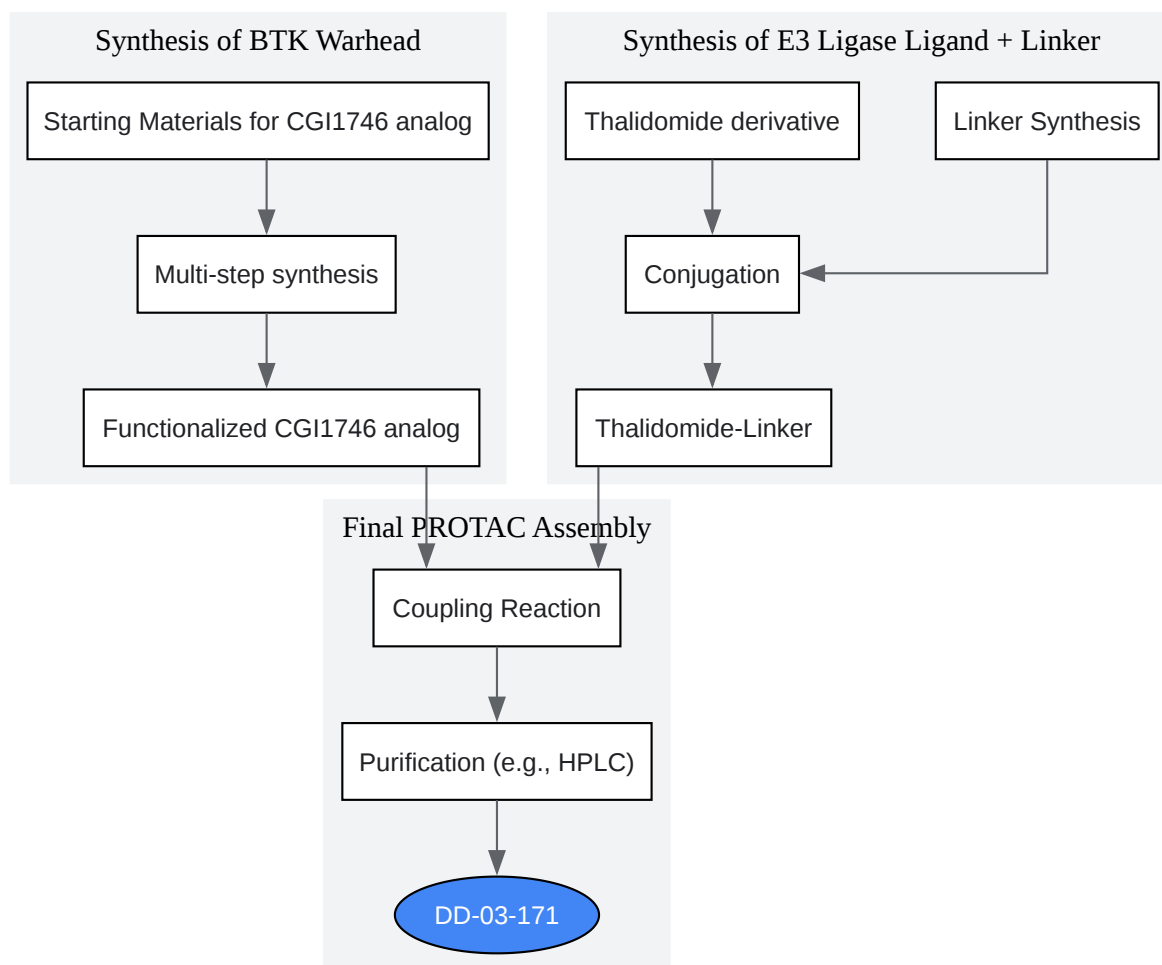 Synthesis of BTK Warhead
Starting Materials for CGI1746 analog
Multi-step synthesis
Functionalized CGI1746 analog
Synthesis of E3 Ligase Ligand + Linker
Thalidomide derivative
Linker Synthesis
Conjugation
Thalidomide-Linker
Final PROTAC Assembly
Coupling Reaction
Purification (e.g., HPLC)
DD-03-171